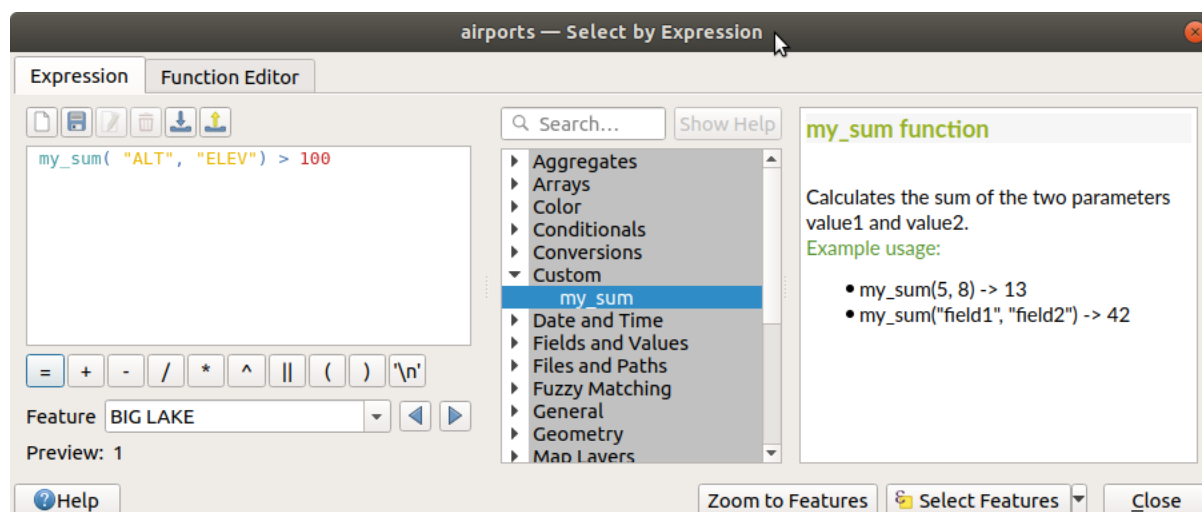 airports — Select by Expression
Expression
Function Editor
Search...
Show Help
my_sum( "ALT", "ELEV") > 100
Aggregates
Arrays
Color
Conditionals
Conversions
Custom
my_sum
Date and Time
Fields and Values
Files and Paths
Fuzzy Matching
General
Geometry
Map Layers
= + - / * ^ || ( ) '\n'
Feature BIG LAKE
Preview: 1
my_sum function
Calculates the sum of the two parameters
value1 and value2.
Example usage:
● my_sum(5, 8) -> 13
● my_sum("field1", "field2") -> 42
?Help
Zoom to Features
ε Select Features
Close